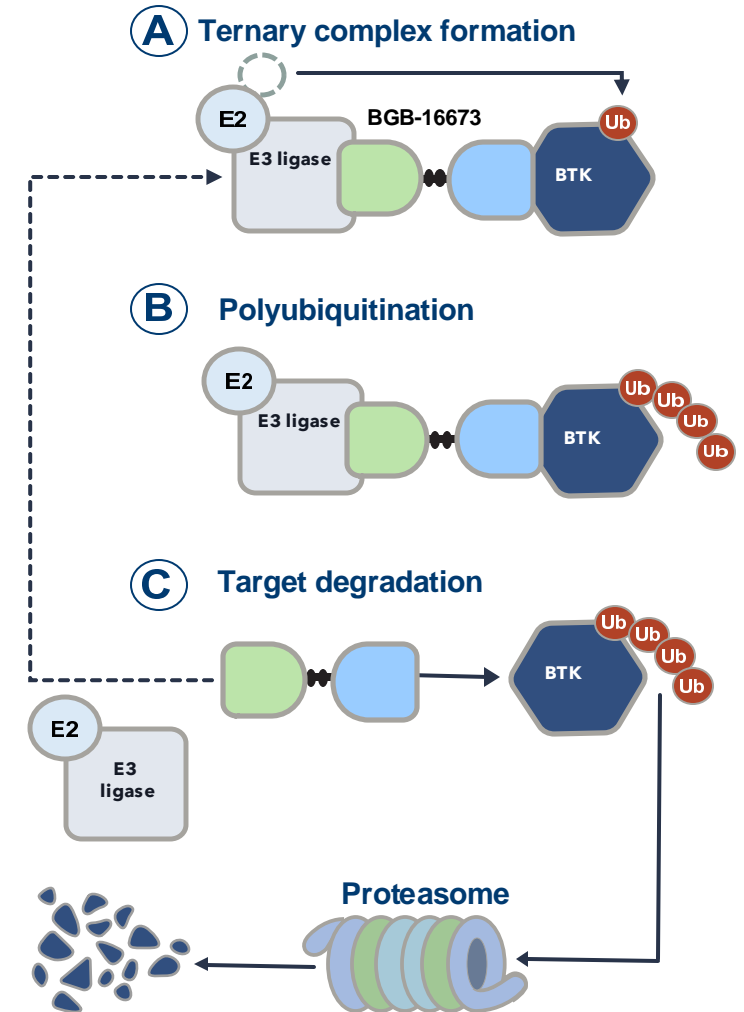 A Ternary complex formation
E2
BGB-16673
Ub
E3 ligase
BTK
B Polyubiquitination
E2
E3 ligase
BTK
Ub
Ub
Ub
Ub
C Target degradation
BTK
Ub
Ub
Ub
Ub
E2
E3
ligase
Proteasome